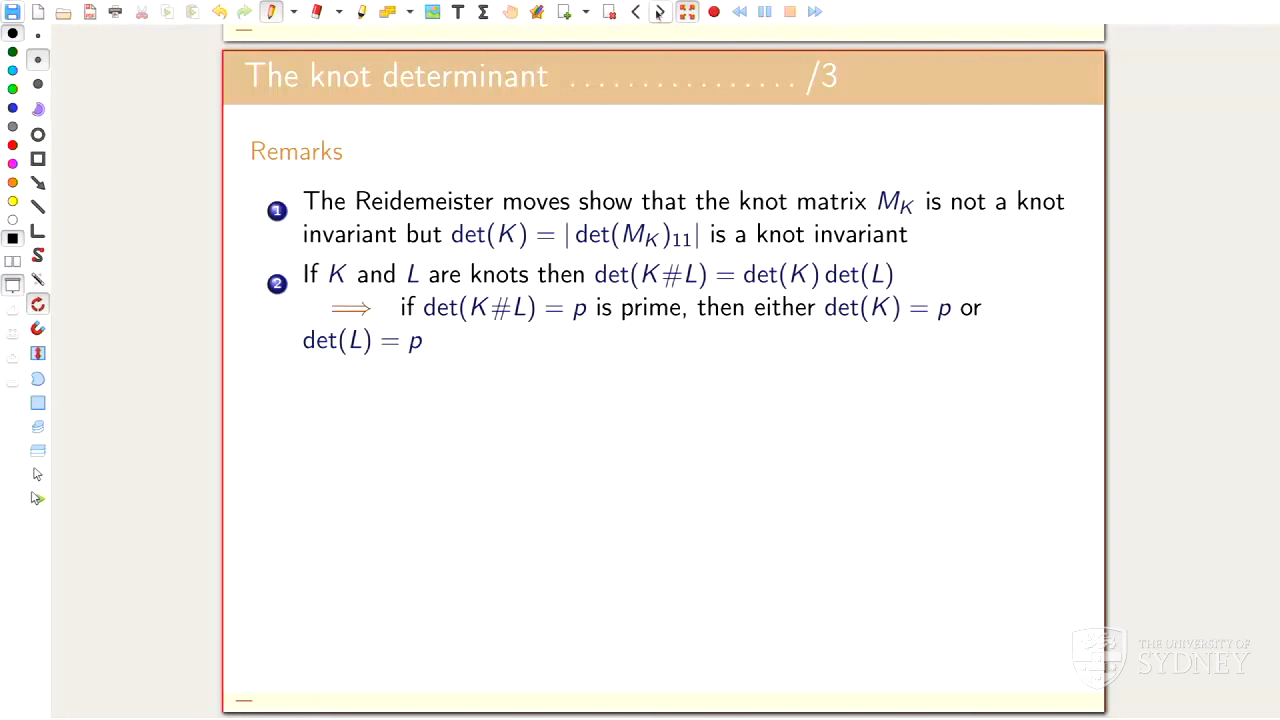 The knot determinant ................ /3
Remarks
1 The Reidemeister moves show that the knot matrix M_K is not a knot
invariant but det(K) = |det(M_K)_11| is a knot invariant
2 If K and L are knots then det(K#L) = det(K) det(L)
⟹ if det(K#L) = p is prime, then either det(K) = p or
det(L) = p
THE UNIVERSITY OF
SYDNEY